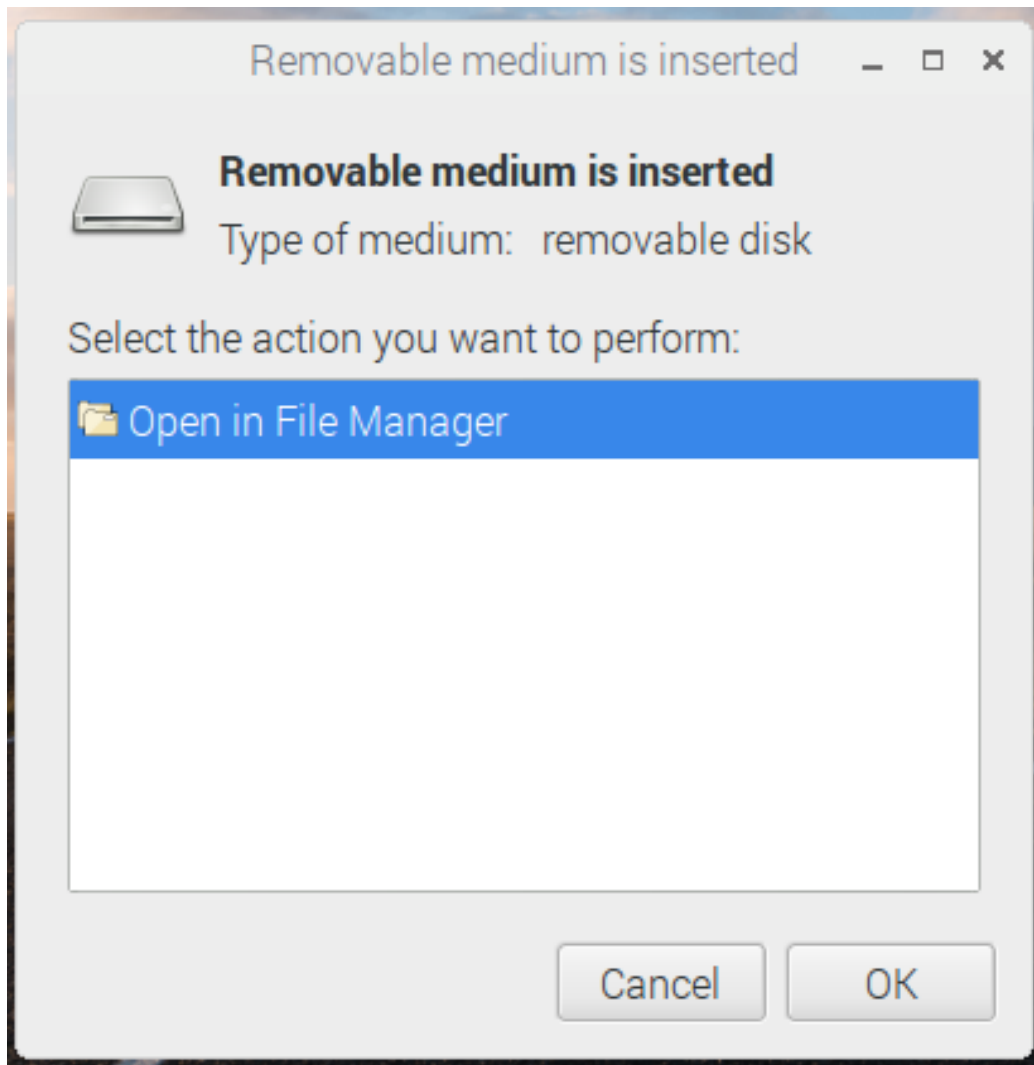 Removable medium is inserted
Removable medium is inserted
Type of medium: removable disk
Select the action you want to perform:
Open in File Manager
Cancel OK